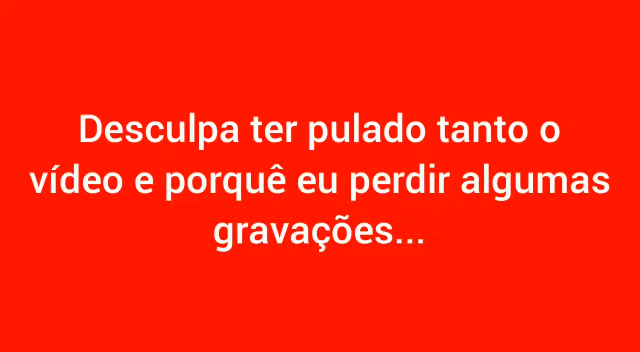 Desculpa ter pulado tanto o
vídeo e porquê eu perdir algumas
gravações...